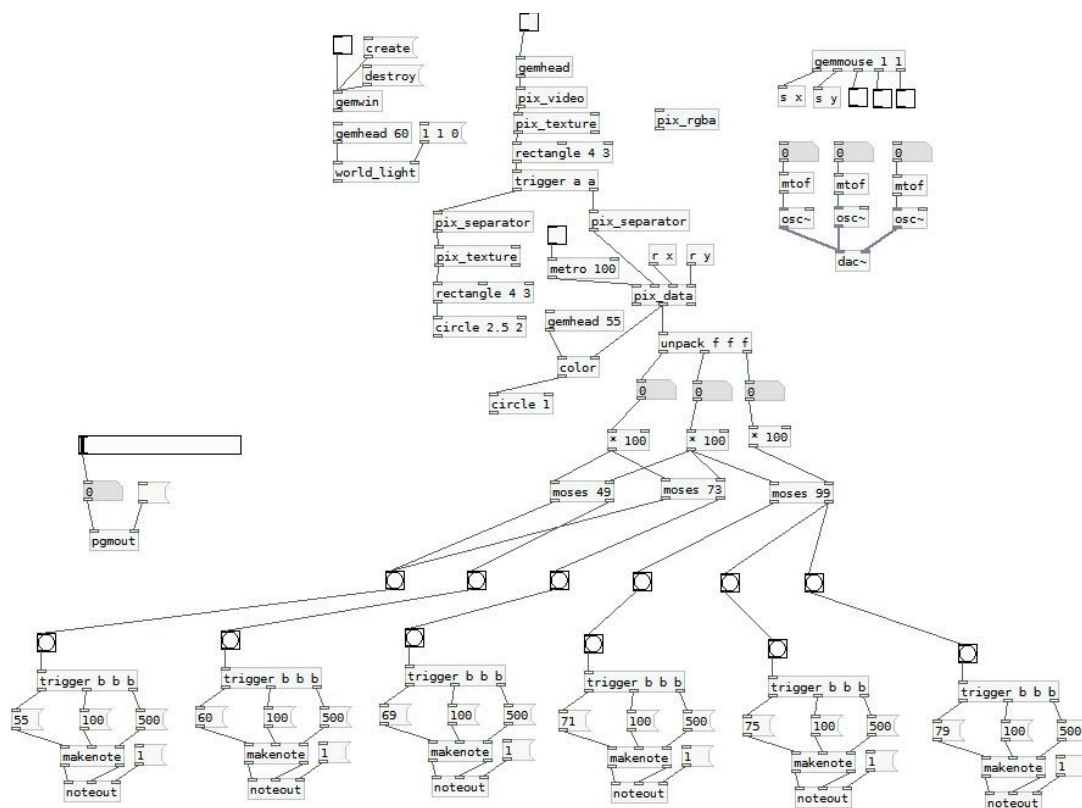 create
destroy
gemwin
gemhead 60
1 1 0
world_light
gemhead
pix_video
pix_texture
rectangle 4 3
trigger a a
pix_separator
pix_texture
rectangle 4 3
circle 2.5 2
pix_separator
metro 100
r x
r y
pix_data
gemhead 55
color
circle 1
pix_rgba
gemmouse 1 1
s x
s y
0
0
0
mtof
mtof
mtof
osc~
osc~
osc~
dac~
unpack f f f
0
0
0
* 100
* 100
* 100
moses 49
moses 73
moses 99
0
pgmout
trigger b b b
55
100
500
makenote
1
noteout
trigger b b b
60
100
500
makenote
1
noteout
trigger b b b
69
100
500
makenote
1
noteout
trigger b b b
71
100
500
makenote
1
noteout
trigger b b b
75
100
500
makenote
1
noteout
trigger b b b
79
100
500
makenote
1
noteout